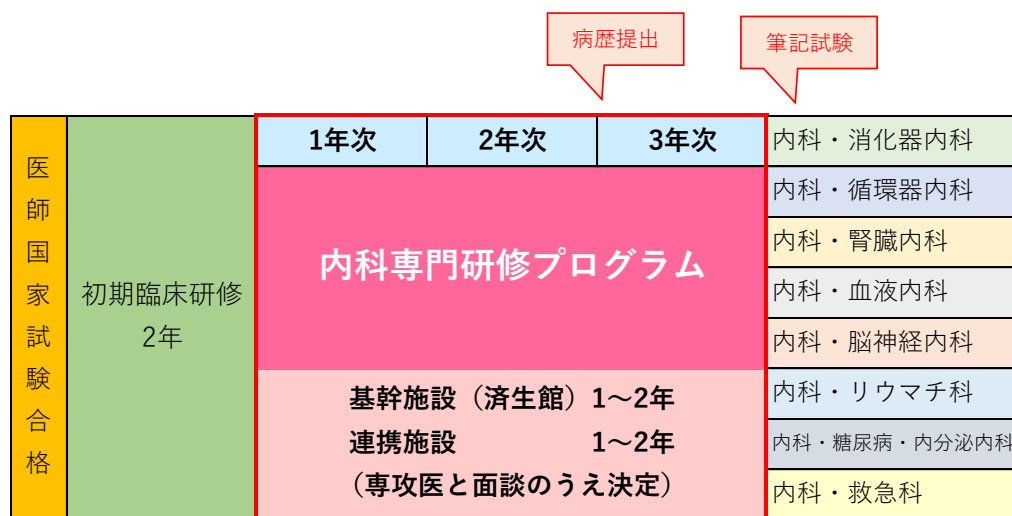 病歴提出
筆記試験
医師国家試験合格
初期臨床研修
2年
1年次
2年次
3年次
内科専門研修プログラム
基幹施設（済生館）1～2年
連携施設 1～2年
（専攻医と面談のうえ決定）
内科・消化器内科
内科・循環器内科
内科・腎臓内科
内科・血液内科
内科・脳神経内科
内科・リウマチ科
内科・糖尿病・内分泌内科
内科・救急科